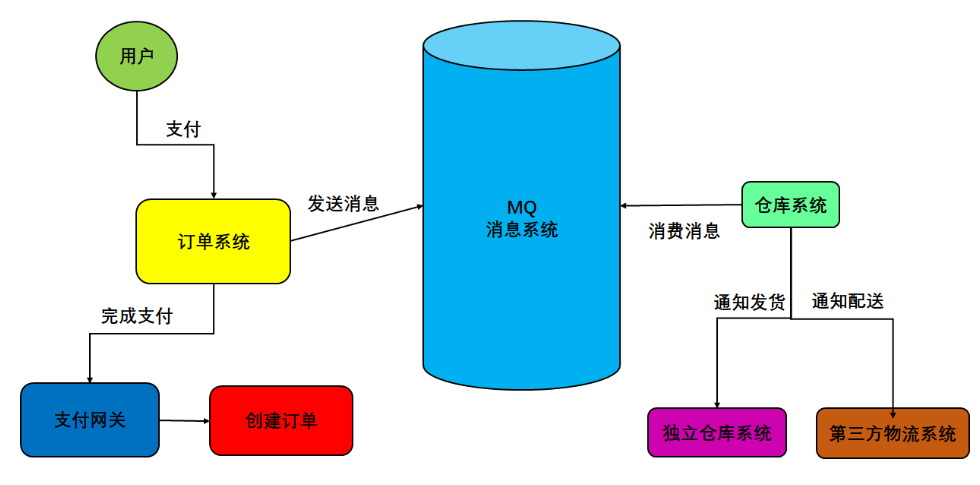 用户
支付
订单系统
发送消息
MQ
消息系统
仓库系统
消费消息
完成支付
通知发货
通知配送
支付网关
创建订单
独立仓库系统
第三方物流系统